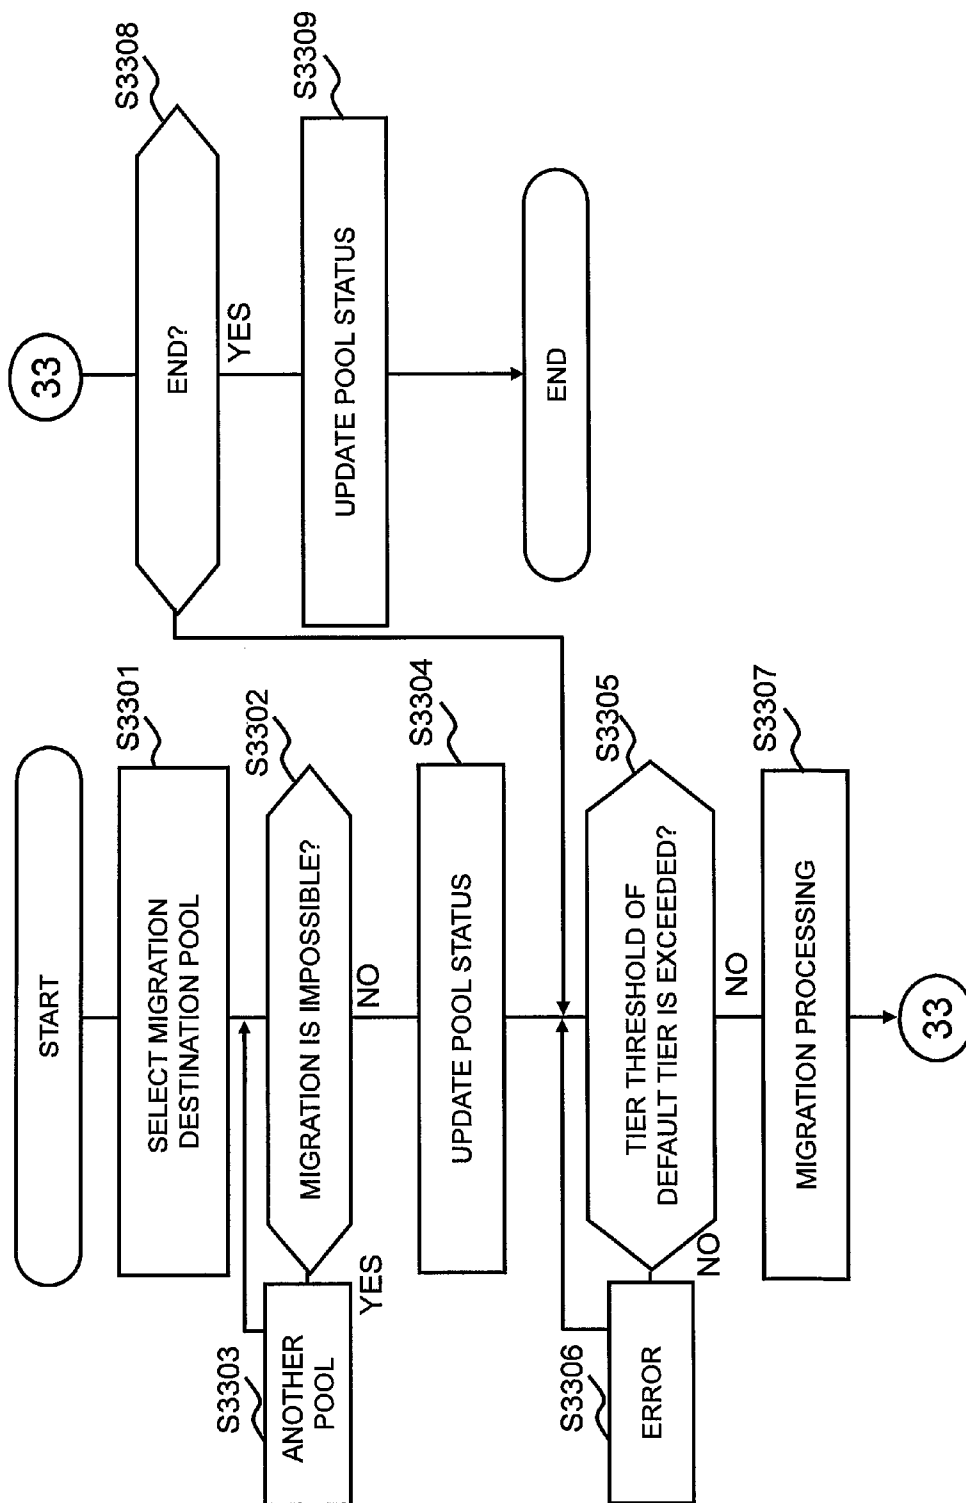 START
S3301
SELECT MIGRATION
DESTINATION POOL
S3302
MIGRATION IS IMPOSSIBLE?
YES
NO
S3303
ANOTHER
POOL
S3304
UPDATE POOL STATUS
S3305
TIER THRESHOLD OF
DEFAULT TIER IS EXCEEDED?
NO
NO
S3306
ERROR
S3307
MIGRATION PROCESSING
33
33
S3308
END?
YES
S3309
UPDATE POOL STATUS
END